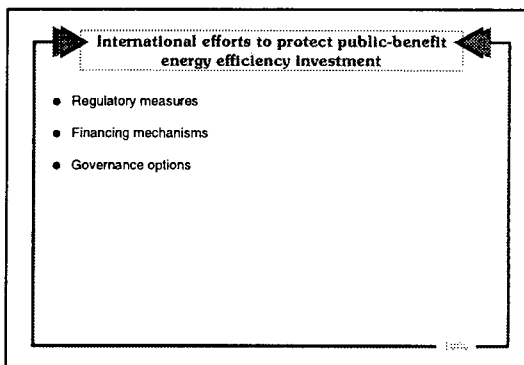 International efforts to protect public-benefit
energy efficiency investment
● Regulatory measures
● Financing mechanisms
● Governance options